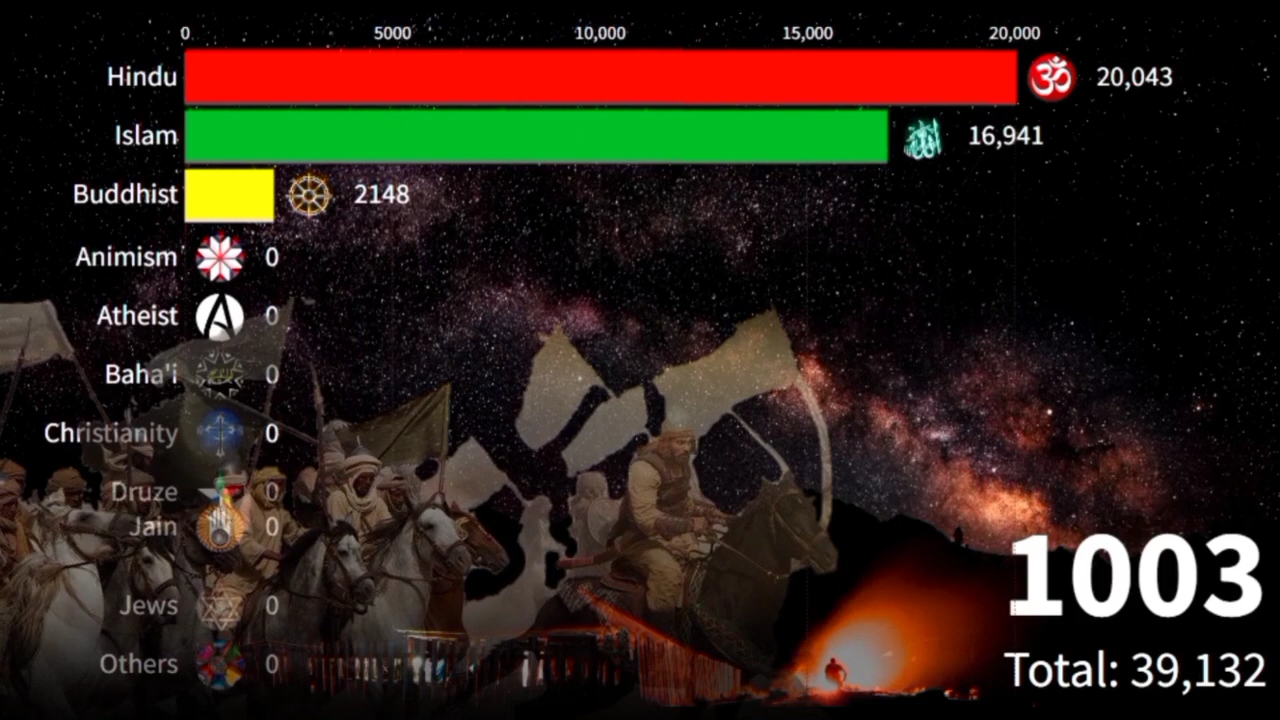 0 5000 10,000 15,000 20,000
Hindu ॐ 20,043
Islam الله 16,941
Buddhist 2148
Animism 0
Atheist A 0
Baha'i 0
Christianity 0
Druze 0
Jain 0
Jews 0
Others 0
1003
Total: 39,132